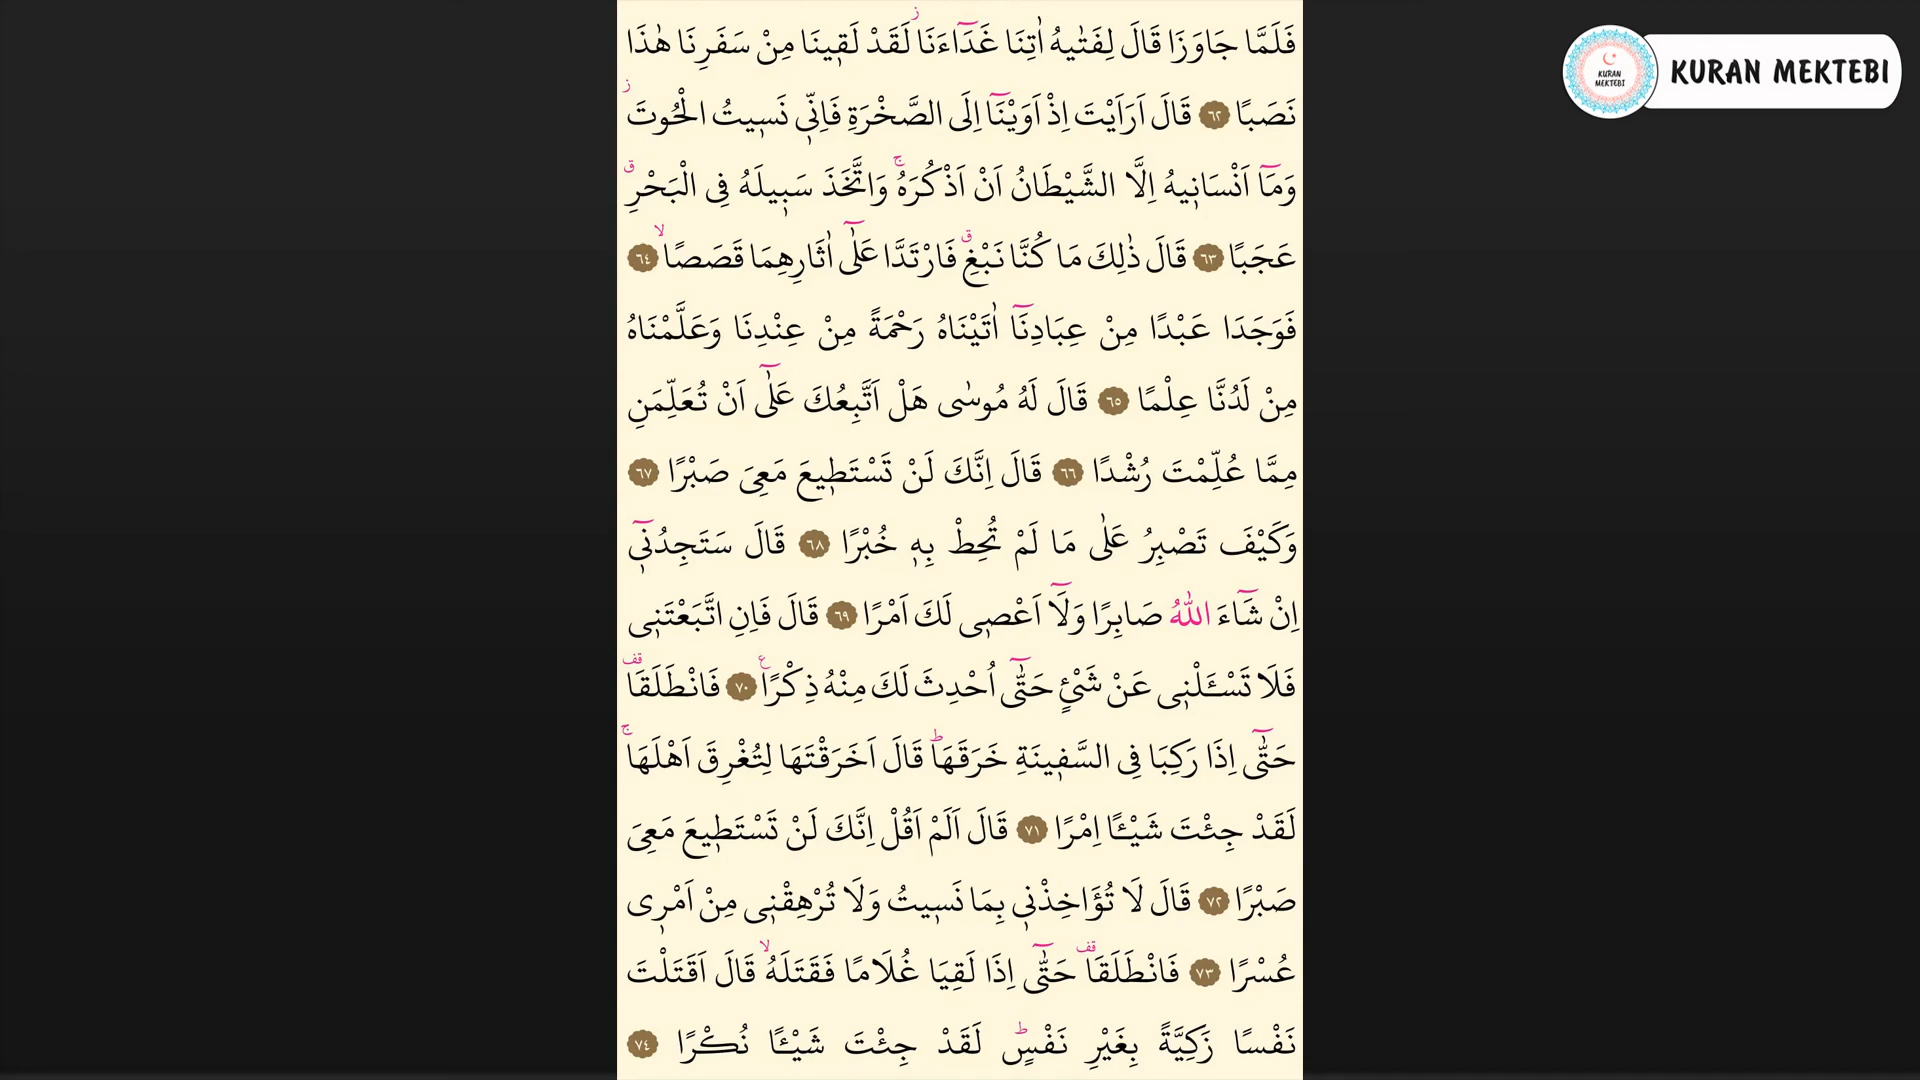 فَلَمَّا جَاوَزَا قَالَ لِفَتٰيهُ اٰتِنَا غَدَٓاءَنَاۘ لَقَدْ لَقٖينَا مِنْ سَفَرِنَا هٰذَا
نَصَبًا ﴿٦٢﴾ قَالَ اَرَاَيْتَ اِذْ اَوَيْنَٓا اِلَى الصَّخْرَةِ فَاِنّٖي نَسٖيتُ الْحُوتَؗ
وَمَٓا اَنْسَانٖيهُ اِلَّا الشَّيْطَانُ اَنْ اَذْكُرَهُۚ وَاتَّخَذَ سَبٖيلَهُ فِى الْبَحْرِࣗ
عَجَبًا ﴿٦٣﴾ قَالَ ذٰلِكَ مَا كُنَّا نَبْغِࣗ فَارْتَدَّا عَلٰٓى اٰثَارِهِمَا قَصَصًاۙ ﴿٦٤﴾
فَوَجَدَا عَبْدًا مِنْ عِبَادِنَٓا اٰتَيْنَاهُ رَحْمَةً مِنْ عِنْدِنَا وَعَلَّمْنَاهُ
مِنْ لَدُنَّا عِلْمًا ﴿٦٥﴾ قَالَ لَهُ مُوسٰى هَلْ اَتَّبِعُكَ عَلٰٓى اَنْ تُعَلِّمَنِ
مِمَّا عُلِّمْتَ رُشْدًا ﴿٦٦﴾ قَالَ اِنَّكَ لَنْ تَسْتَطٖيعَ مَعِىَ صَبْرًا ﴿٦٧﴾
وَكَيْفَ تَصْبِرُ عَلٰى مَا لَمْ تُحِطْ بِهٖ خُبْرًا ﴿٦٨﴾ قَالَ سَتَجِدُنٖٓى
اِنْ شَٓاءَ اللّٰهُ صَابِرًا وَلَٓا اَعْصٖى لَكَ اَمْرًا ﴿٦٩﴾ قَالَ فَاِنِ اتَّبَعْتَنٖى
فَلَا تَسْـَٔلْنٖى عَنْ شَیْءٍ حَتّٰٓى اُحْدِثَ لَكَ مِنْهُ ذِكْرًاࣖ ﴿٧٠﴾ فَانْطَلَقَاࣞ
حَتّٰٓى اِذَا رَكِبَا فِى السَّفٖينَةِ خَرَقَهَاؕ قَالَ اَخَرَقْتَهَا لِتُغْرِقَ اَهْلَهَاۚ
لَقَدْ جِئْتَ شَيْـًٔا اِمْرًا ﴿٧١﴾ قَالَ اَلَمْ اَقُلْ اِنَّكَ لَنْ تَسْتَطٖيعَ مَعِىَ
صَبْرًا ﴿٧٢﴾ قَالَ لَا تُؤَاخِذْنٖى بِمَا نَسٖيتُ وَلَا تُرْهِقْنٖى مِنْ اَمْرٖى
عُسْرًا ﴿٧٣﴾ فَانْطَلَقَاࣞ حَتّٰٓى اِذَا لَقِيَا غُلَامًا فَقَتَلَهُۙ قَالَ اَقَتَلْتَ
نَفْسًا زَكِيَّةً بِغَيْرِ نَفْسٍؕ لَقَدْ جِئْتَ شَيْـًٔا نُكْرًا ﴿٧٤﴾
KURAN
MEKTEBI
KURAN MEKTEBI